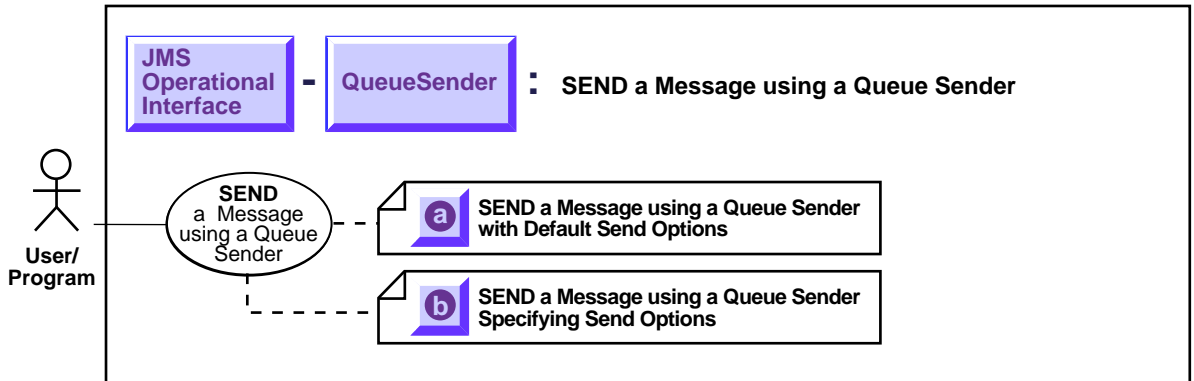 JMS
Operational
Interface
-
QueueSender
:
SEND a Message using a Queue Sender
User/
Program
SEND
a Message
using a Queue
Sender
a
SEND a Message using a Queue Sender
with Default Send Options
b
SEND a Message using a Queue Sender
Specifying Send Options